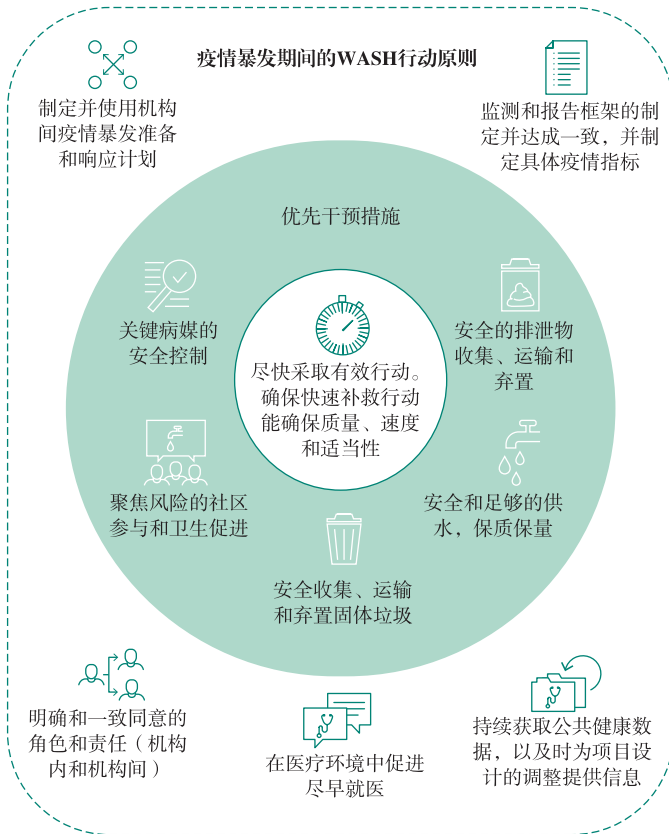 疫情暴发期间的WASH行动原则
制定并使用机构
间疫情暴发准备
和响应计划
监测和报告框架的制
定并达成一致，并制
定具体疫情指标
优先干预措施
关键病媒的
安全控制
安全的排泄物
收集、运输和
弃置
尽快采取有效行动。
确保快速补救行动
能确保质量、速度
和适当性
聚焦风险的社区
参与和卫生促进
安全和足够的供
水，保质保量
安全收集、运输
和弃置固体垃圾
明确和一致同意的
角色和责任（机构
内和机构间）
在医疗环境中促进
尽早就医
持续获取公共健康数
据，以及时为项目设
计的调整提供信息